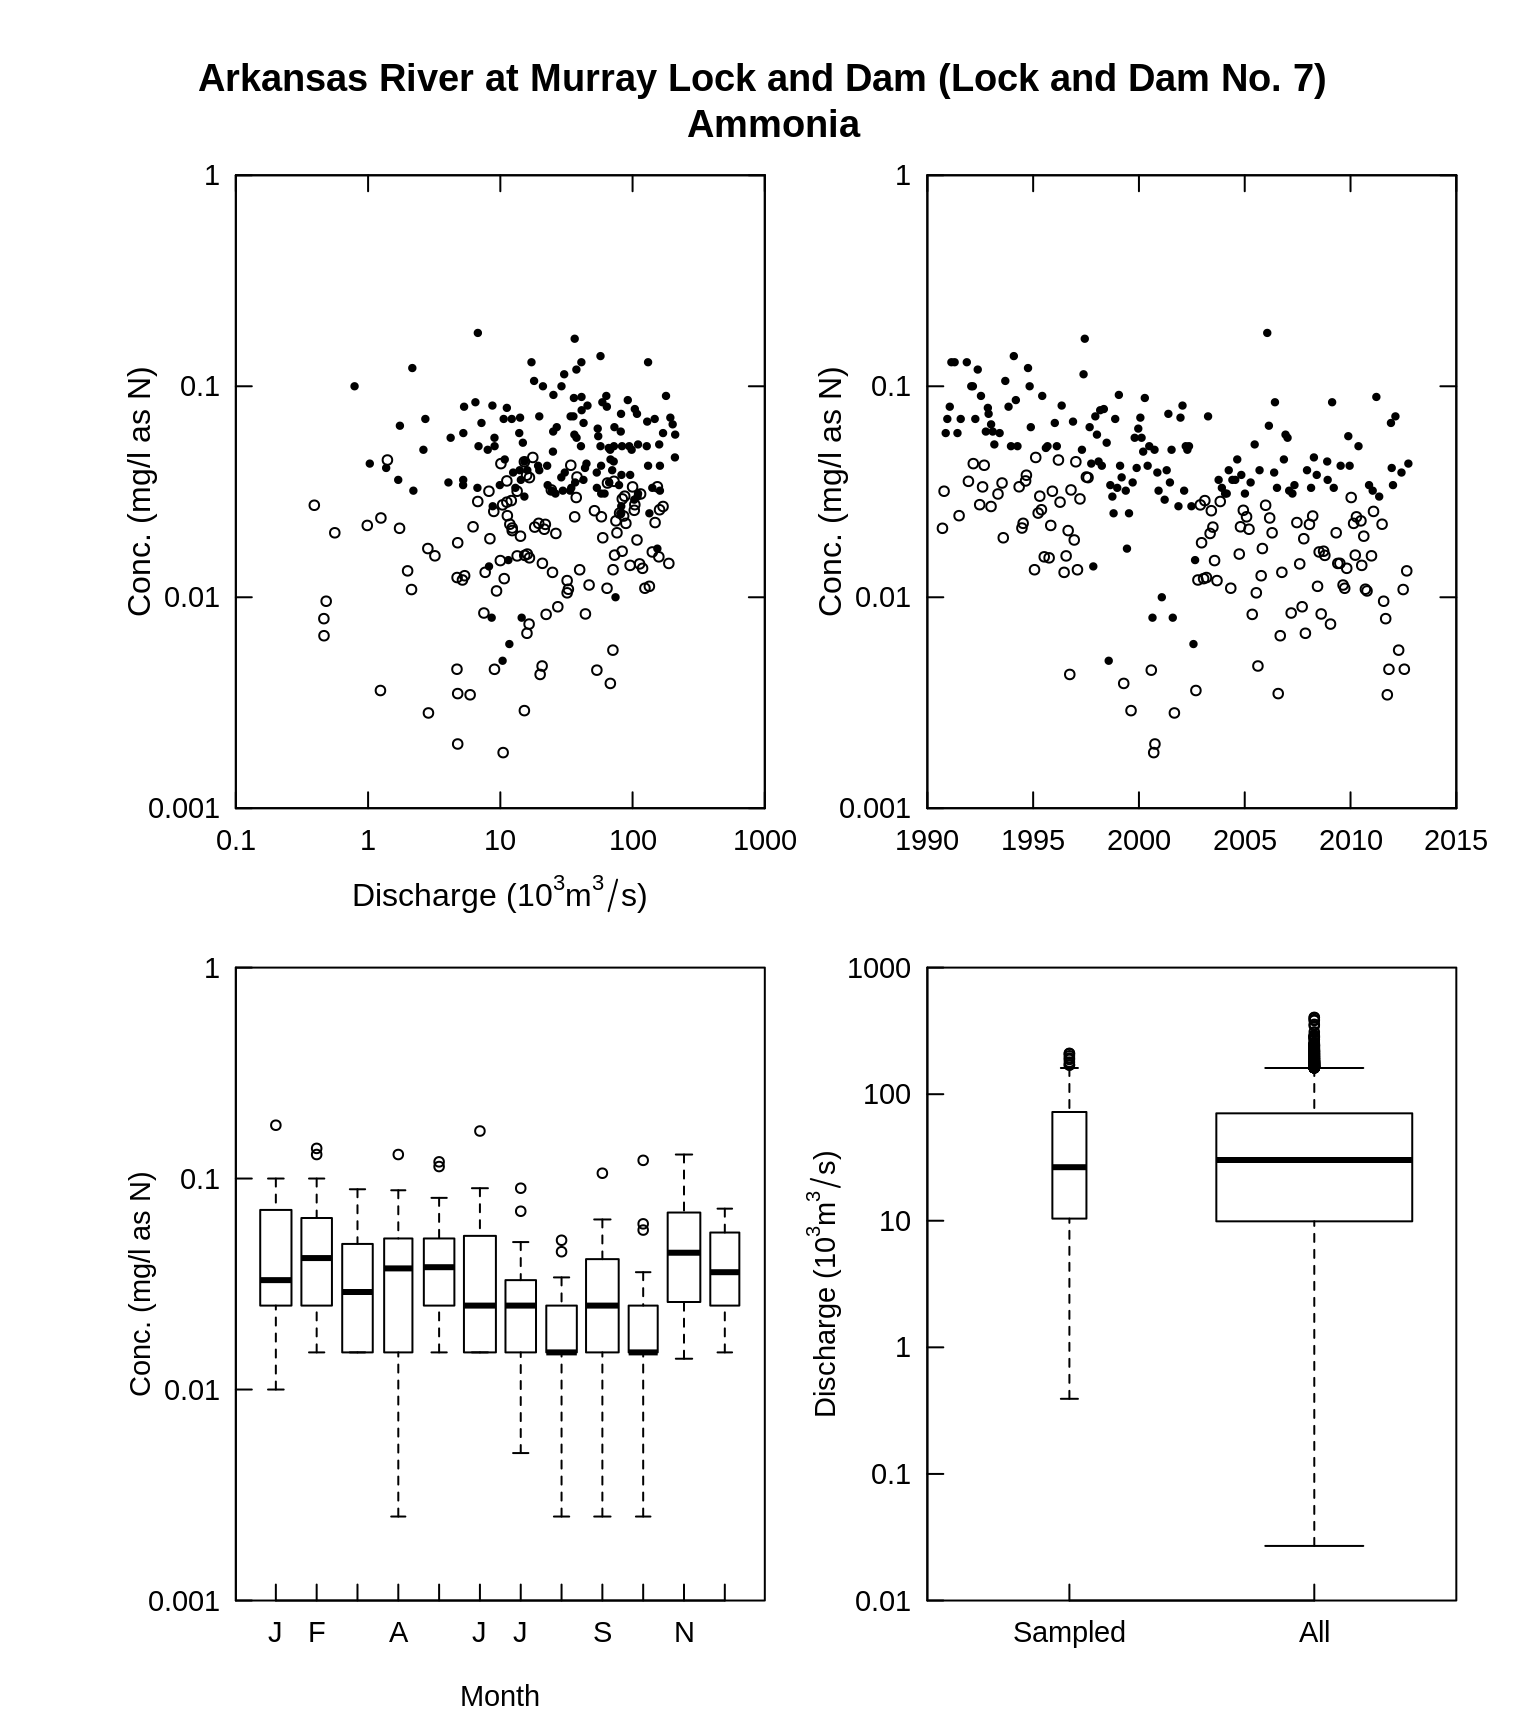 Arkansas River at Murray Lock and Dam (Lock and Dam No. 7)
Ammonia
1
0.1
0.01
0.001
Conc. (mg/l as N)
0.1 1 10 100 1000
Discharge (10³m³/s)
1
0.1
0.01
0.001
Conc. (mg/l as N)
1990 1995 2000 2005 2010 2015
1
0.1
0.01
0.001
Conc. (mg/l as N)
J F A J J S N
Month
1000
100
10
1
0.1
0.01
Discharge (10³m³/s)
Sampled All